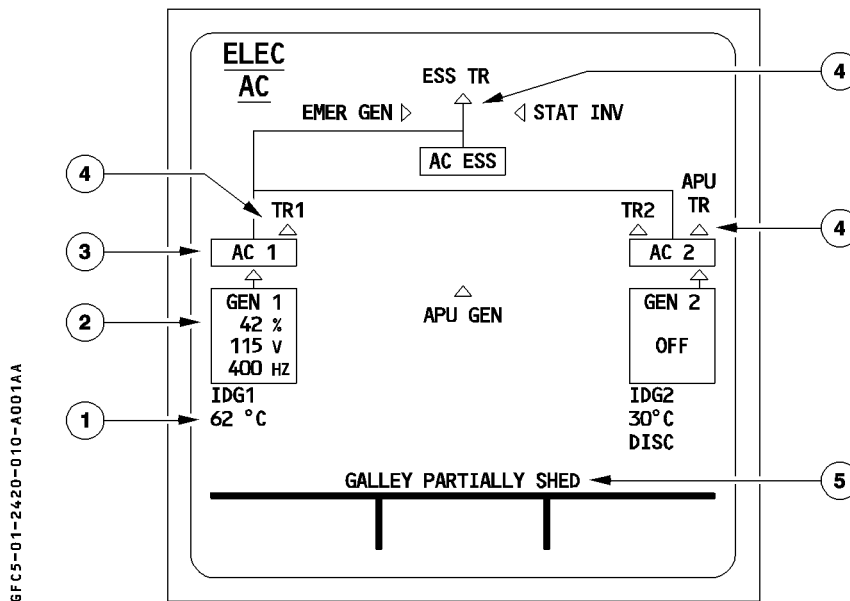 ELEC
AC
ESS TR
4
EMER GEN
STAT INV
AC ESS
4
APU
TR
TR1
TR2
4
3
AC 1
AC 2
2
GEN 1
42 %
115 V
400 HZ
APU GEN
GEN 2
OFF
1
IDG1
62 °C
IDG2
30°C
DISC
GALLEY PARTIALLY SHED
5
GFC5-01-2420-010-A001AA